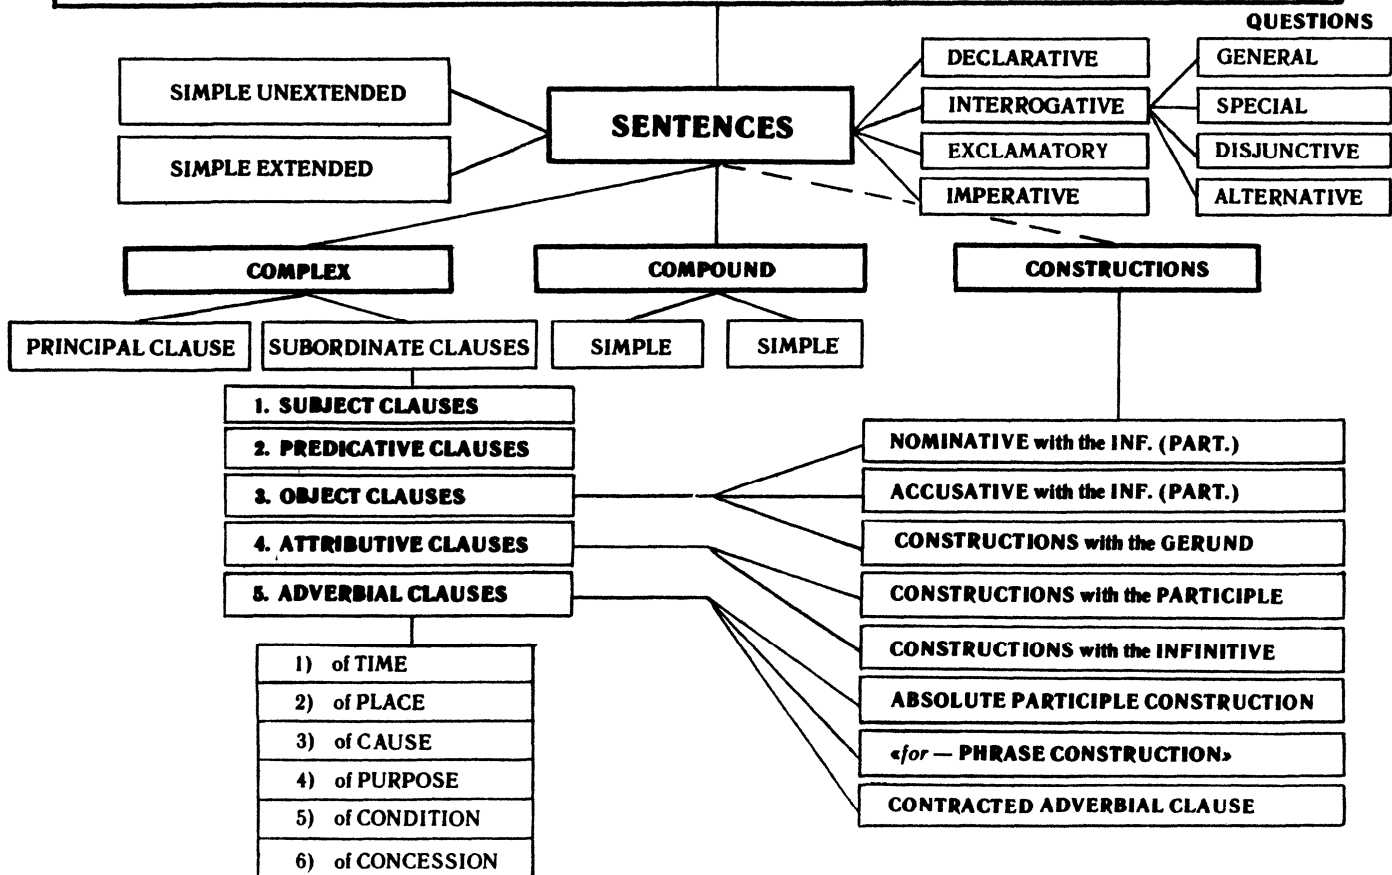 QUESTIONS
SIMPLE UNEXTENDED
SIMPLE EXTENDED
SENTENCES
DECLARATIVE
INTERROGATIVE
EXCLAMATORY
IMPERATIVE
GENERAL
SPECIAL
DISJUNCTIVE
ALTERNATIVE
COMPLEX
COMPOUND
CONSTRUCTIONS
PRINCIPAL CLAUSE
SUBORDINATE CLAUSES
SIMPLE
SIMPLE
1. SUBJECT CLAUSES
2. PREDICATIVE CLAUSES
3. OBJECT CLAUSES
4. ATTRIBUTIVE CLAUSES
5. ADVERBIAL CLAUSES
1) of TIME
2) of PLACE
3) of CAUSE
4) of PURPOSE
5) of CONDITION
6) of CONCESSION
NOMINATIVE with the INF. (PART.)
ACCUSATIVE with the INF. (PART.)
CONSTRUCTIONS with the GERUND
CONSTRUCTIONS with the PARTICIPLE
CONSTRUCTIONS with the INFINITIVE
ABSOLUTE PARTICIPLE CONSTRUCTION
«for — PHRASE CONSTRUCTION»
CONTRACTED ADVERBIAL CLAUSE